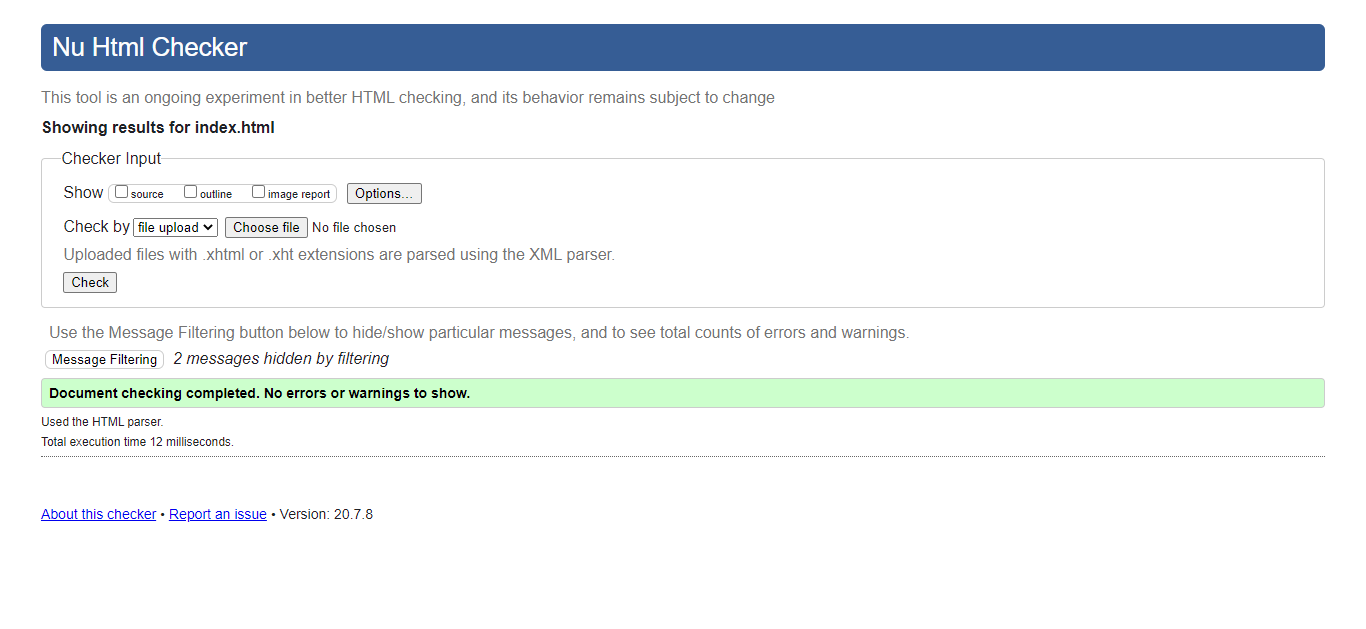 Nu Html Checker
This tool is an ongoing experiment in better HTML checking, and its behavior remains subject to change
Showing results for index.html
Checker Input
Show source outline image report Options...
Check by file upload Choose file No file chosen
Uploaded files with .xhtml or .xht extensions are parsed using the XML parser.
Check
Use the Message Filtering button below to hide/show particular messages, and to see total counts of errors and warnings.
Message Filtering 2 messages hidden by filtering
Document checking completed. No errors or warnings to show.
Used the HTML parser.
Total execution time 12 milliseconds.
About this checker • Report an issue • Version: 20.7.8